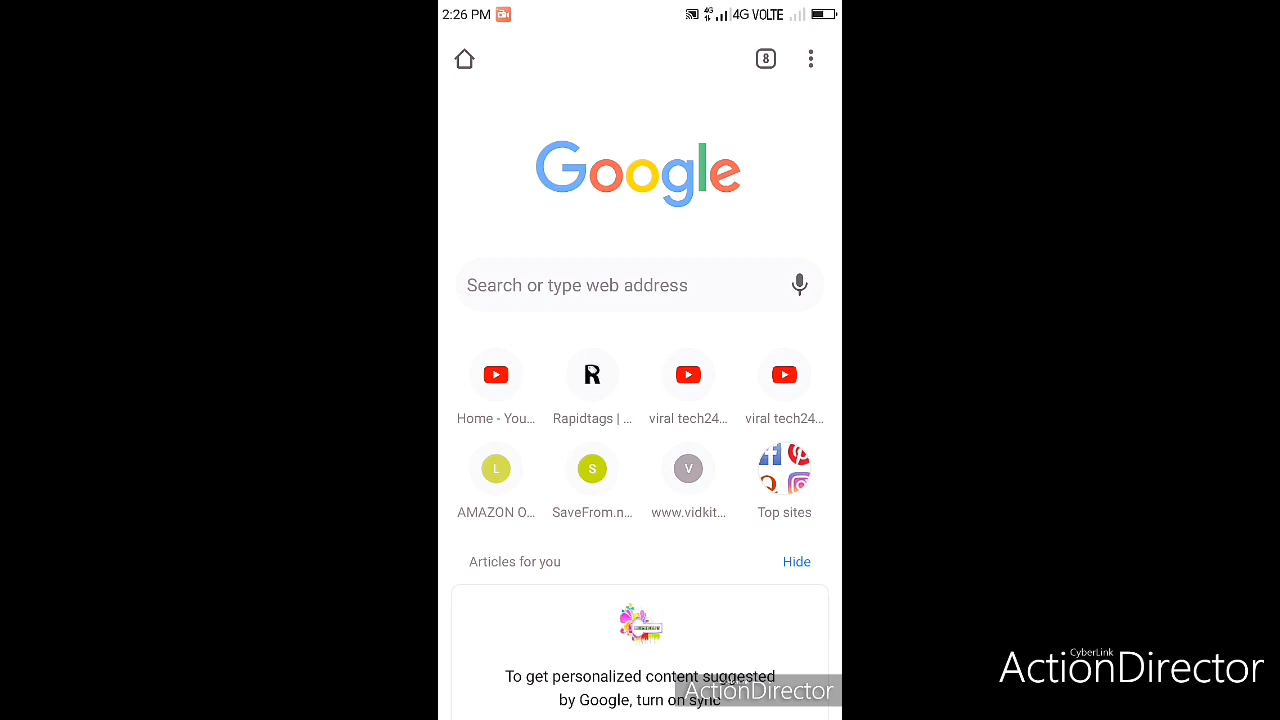 2:26 PM 4G 4G VOLTE
8
Google
Search or type web address
R
Home - You... Rapidtags | ... viral tech24... viral tech24...
L S V
AMAZON O... SaveFrom.n... www.vidkit... Top sites
Articles for you Hide
To get personalized content suggested
by Google, turn on sync
ActionDirector
CyberLink
ActionDirector